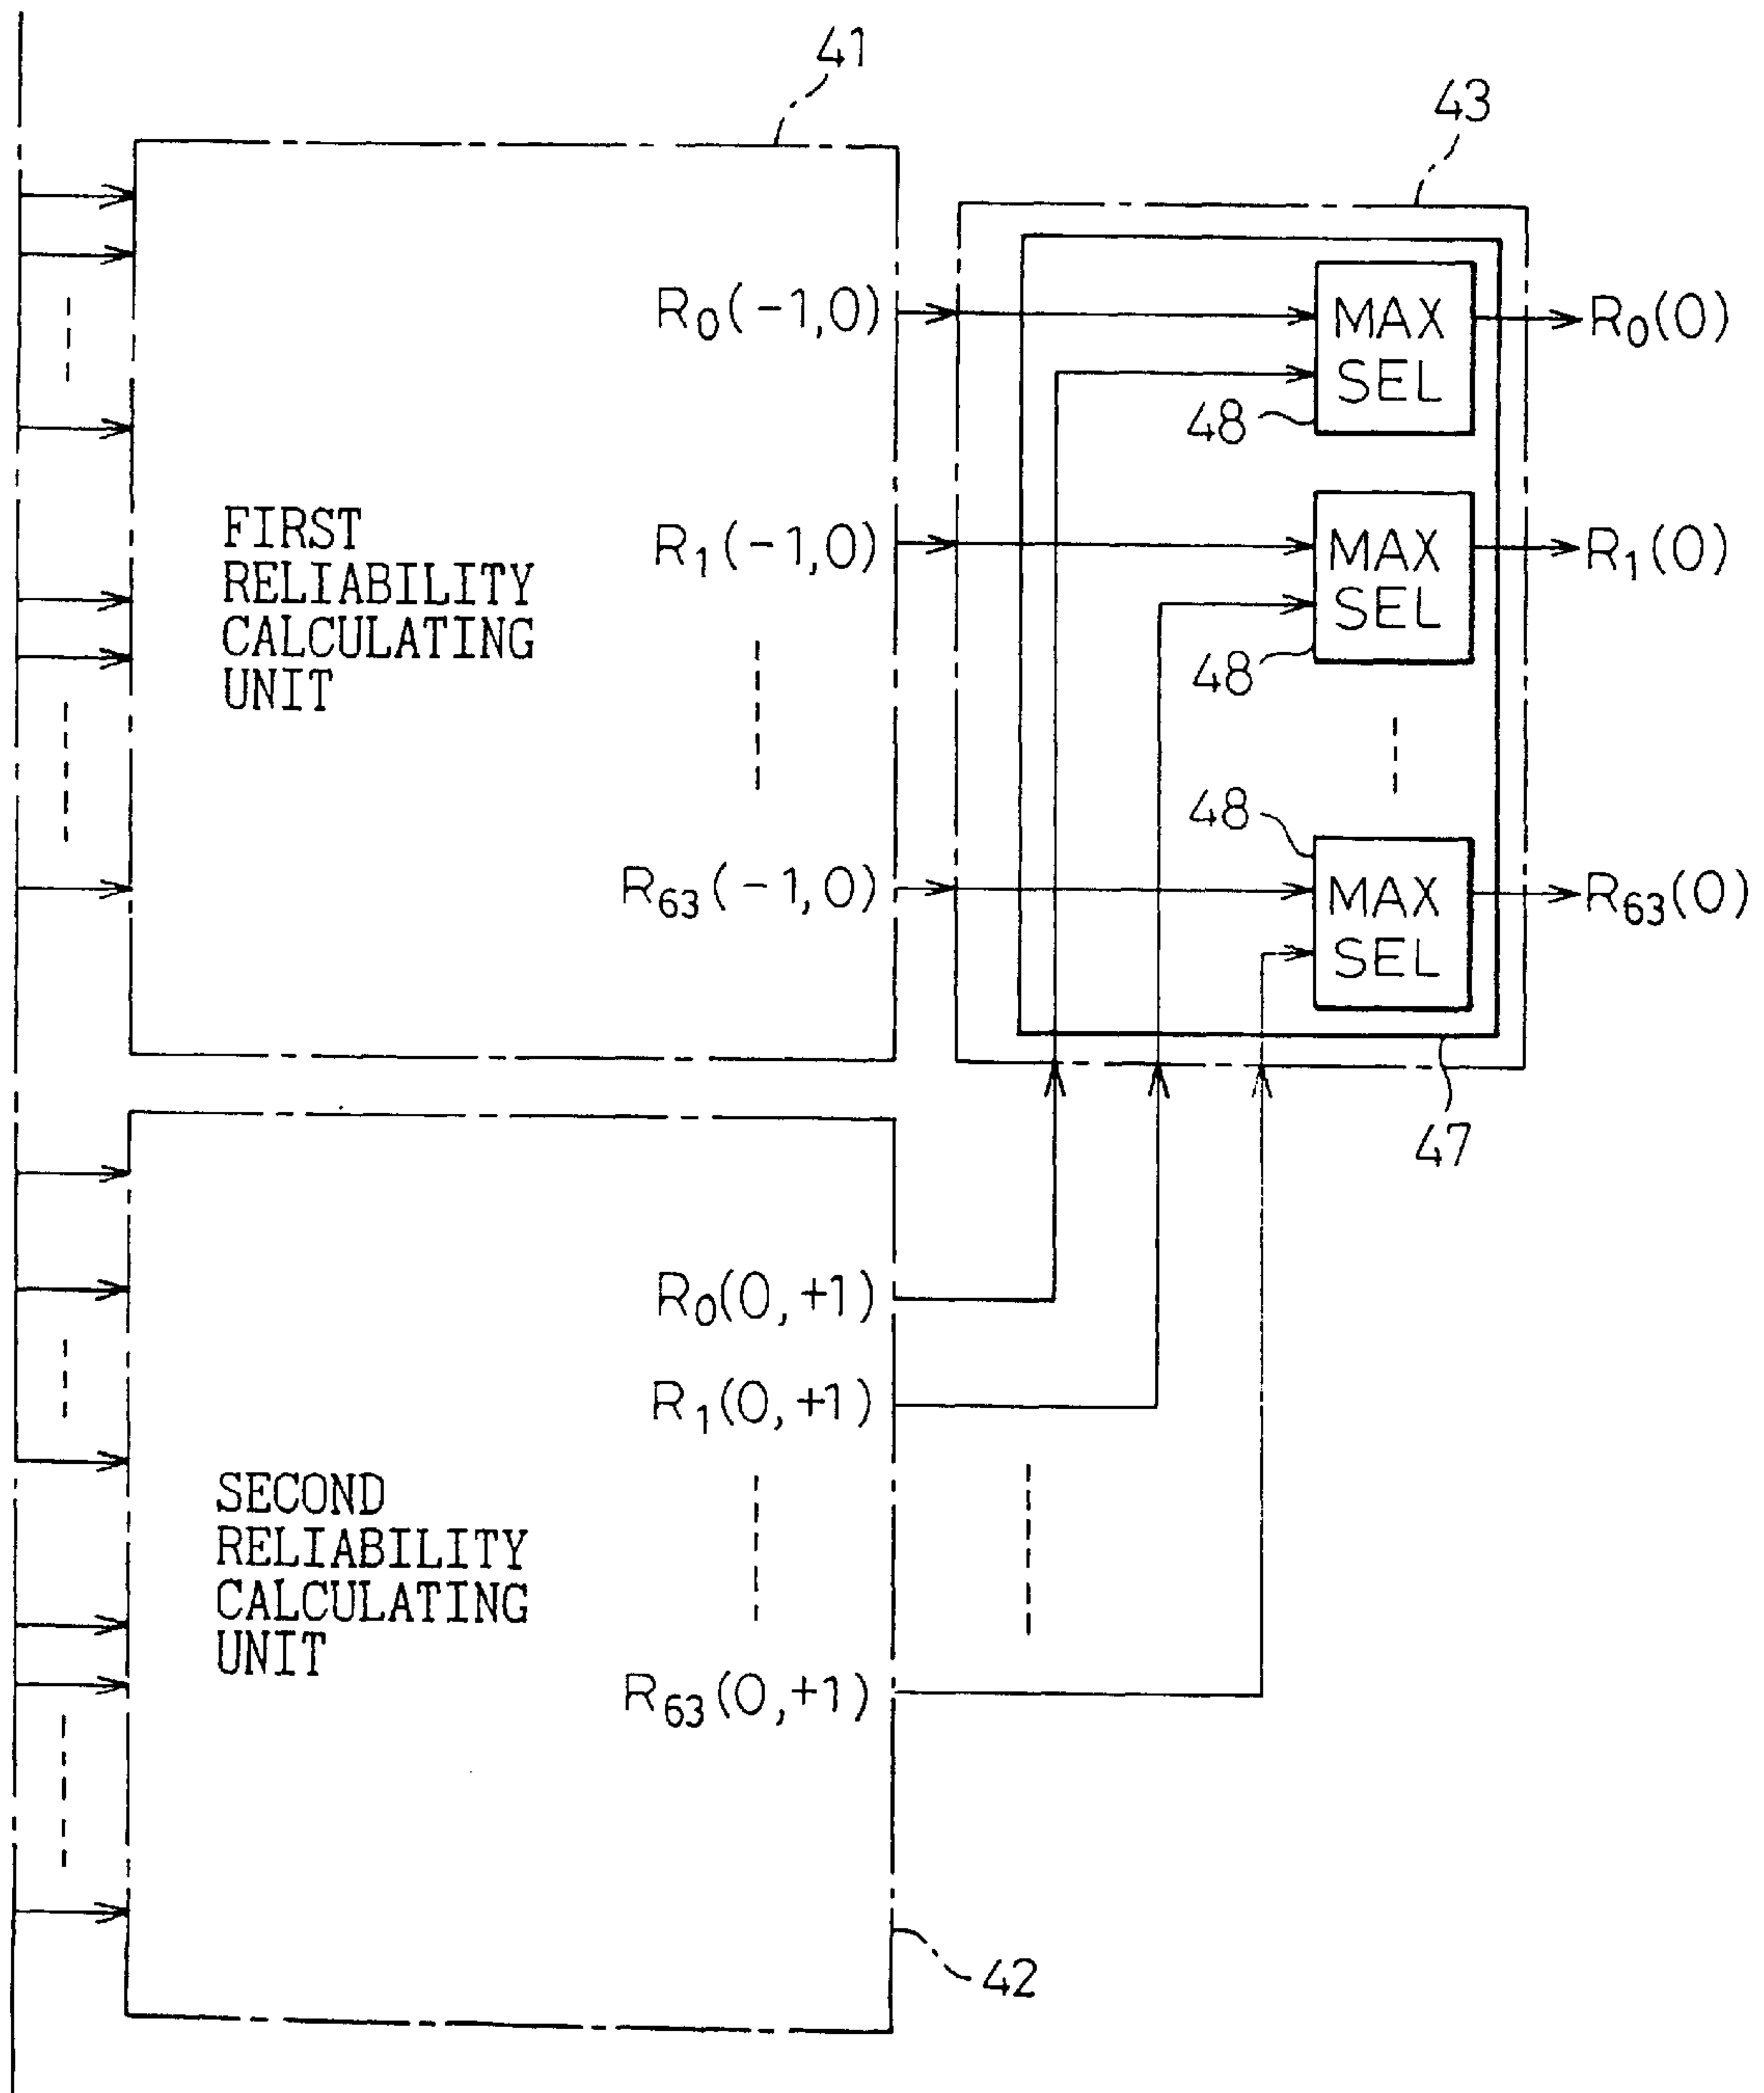 41
43
R₀(-1,0)
MAX
SEL
R₀(0)
48
FIRST
RELIABILITY
CALCULATING
UNIT
R₁(-1,0)
MAX
SEL
R₁(0)
48
48
R₆₃(-1,0)
MAX
SEL
R₆₃(0)
47
R₀(0,+1)
R₁(0,+1)
SECOND
RELIABILITY
CALCULATING
UNIT
R₆₃(0,+1)
42